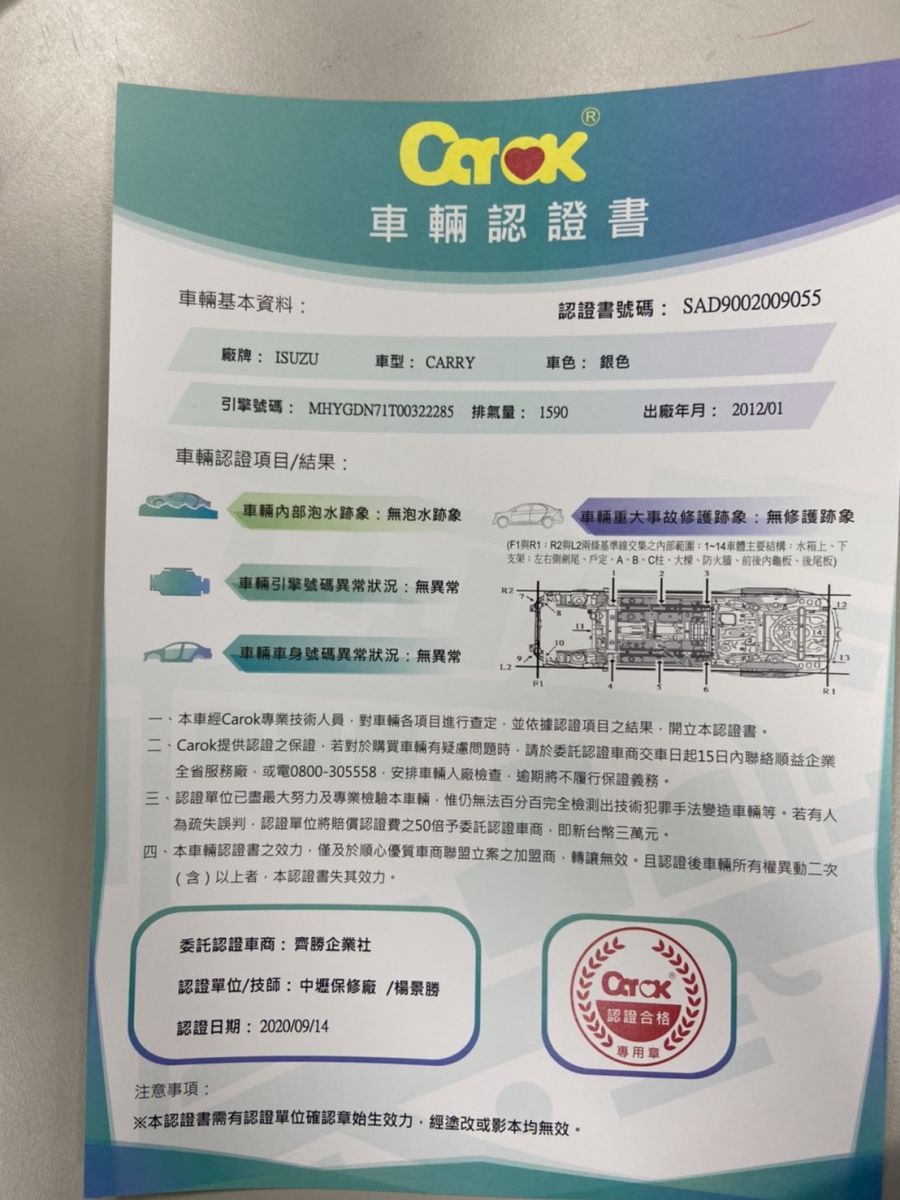 Carok®
車輛認證書
車輛基本資料：
認證書號碼： SAD9002009055
廠牌： ISUZU 車型： CARRY 車色： 銀色
引擎號碼： MHYGDN71T00322285 排氣量： 1590 出廠年月： 2012/01
車輛認證項目/結果：
車輛內部泡水跡象：無泡水跡象
車輛引擎號碼異常狀況：無異常
車輛車身號碼異常狀況：無異常
車輛重大事故修護跡象：無修護跡象
(F1與R1；R2與L2兩條基準線交集之內部範圍；1~14車體主要結構：水箱上、下
支架、左右側劍尾、戶定、A、B、C柱、大樑、防火牆、前後內龜板、後尾板)
1 2 3
R2 7 8 12
11 14
10
L2 9 13
F1 4 5 6 R1
一、本車經Carok專業技術人員，對車輛各項目進行查定，並依據認證項目之結果，開立本認證書。
二、Carok提供認證之保證，若對於購買車輛有疑慮問題時，請於委託認證車商交車日起15日內聯絡順益企業
全省服務廠，或電0800-305558，安排車輛入廠檢查，逾期將不履行保證義務。
三、認證單位已盡最大努力及專業檢驗本車輛，惟仍無法百分百完全檢測出技術犯罪手法變造車輛等。若有人
為疏失誤判，認證單位將賠償認證費之50倍予委託認證車商，即新台幣三萬元。
四、本車輛認證書之效力，僅及於順心優質車商聯盟立案之加盟商，轉讓無效。且認證後車輛所有權異動二次
（含）以上者，本認證書失其效力。
委託認證車商： 齊勝企業社
認證單位/技師： 中壢保修廠 /楊景勝
認證日期： 2020/09/14
Carok®
認證合格
專用章
注意事項：
※本認證書需有認證單位確認章始生效力，經塗改或影本均無效。